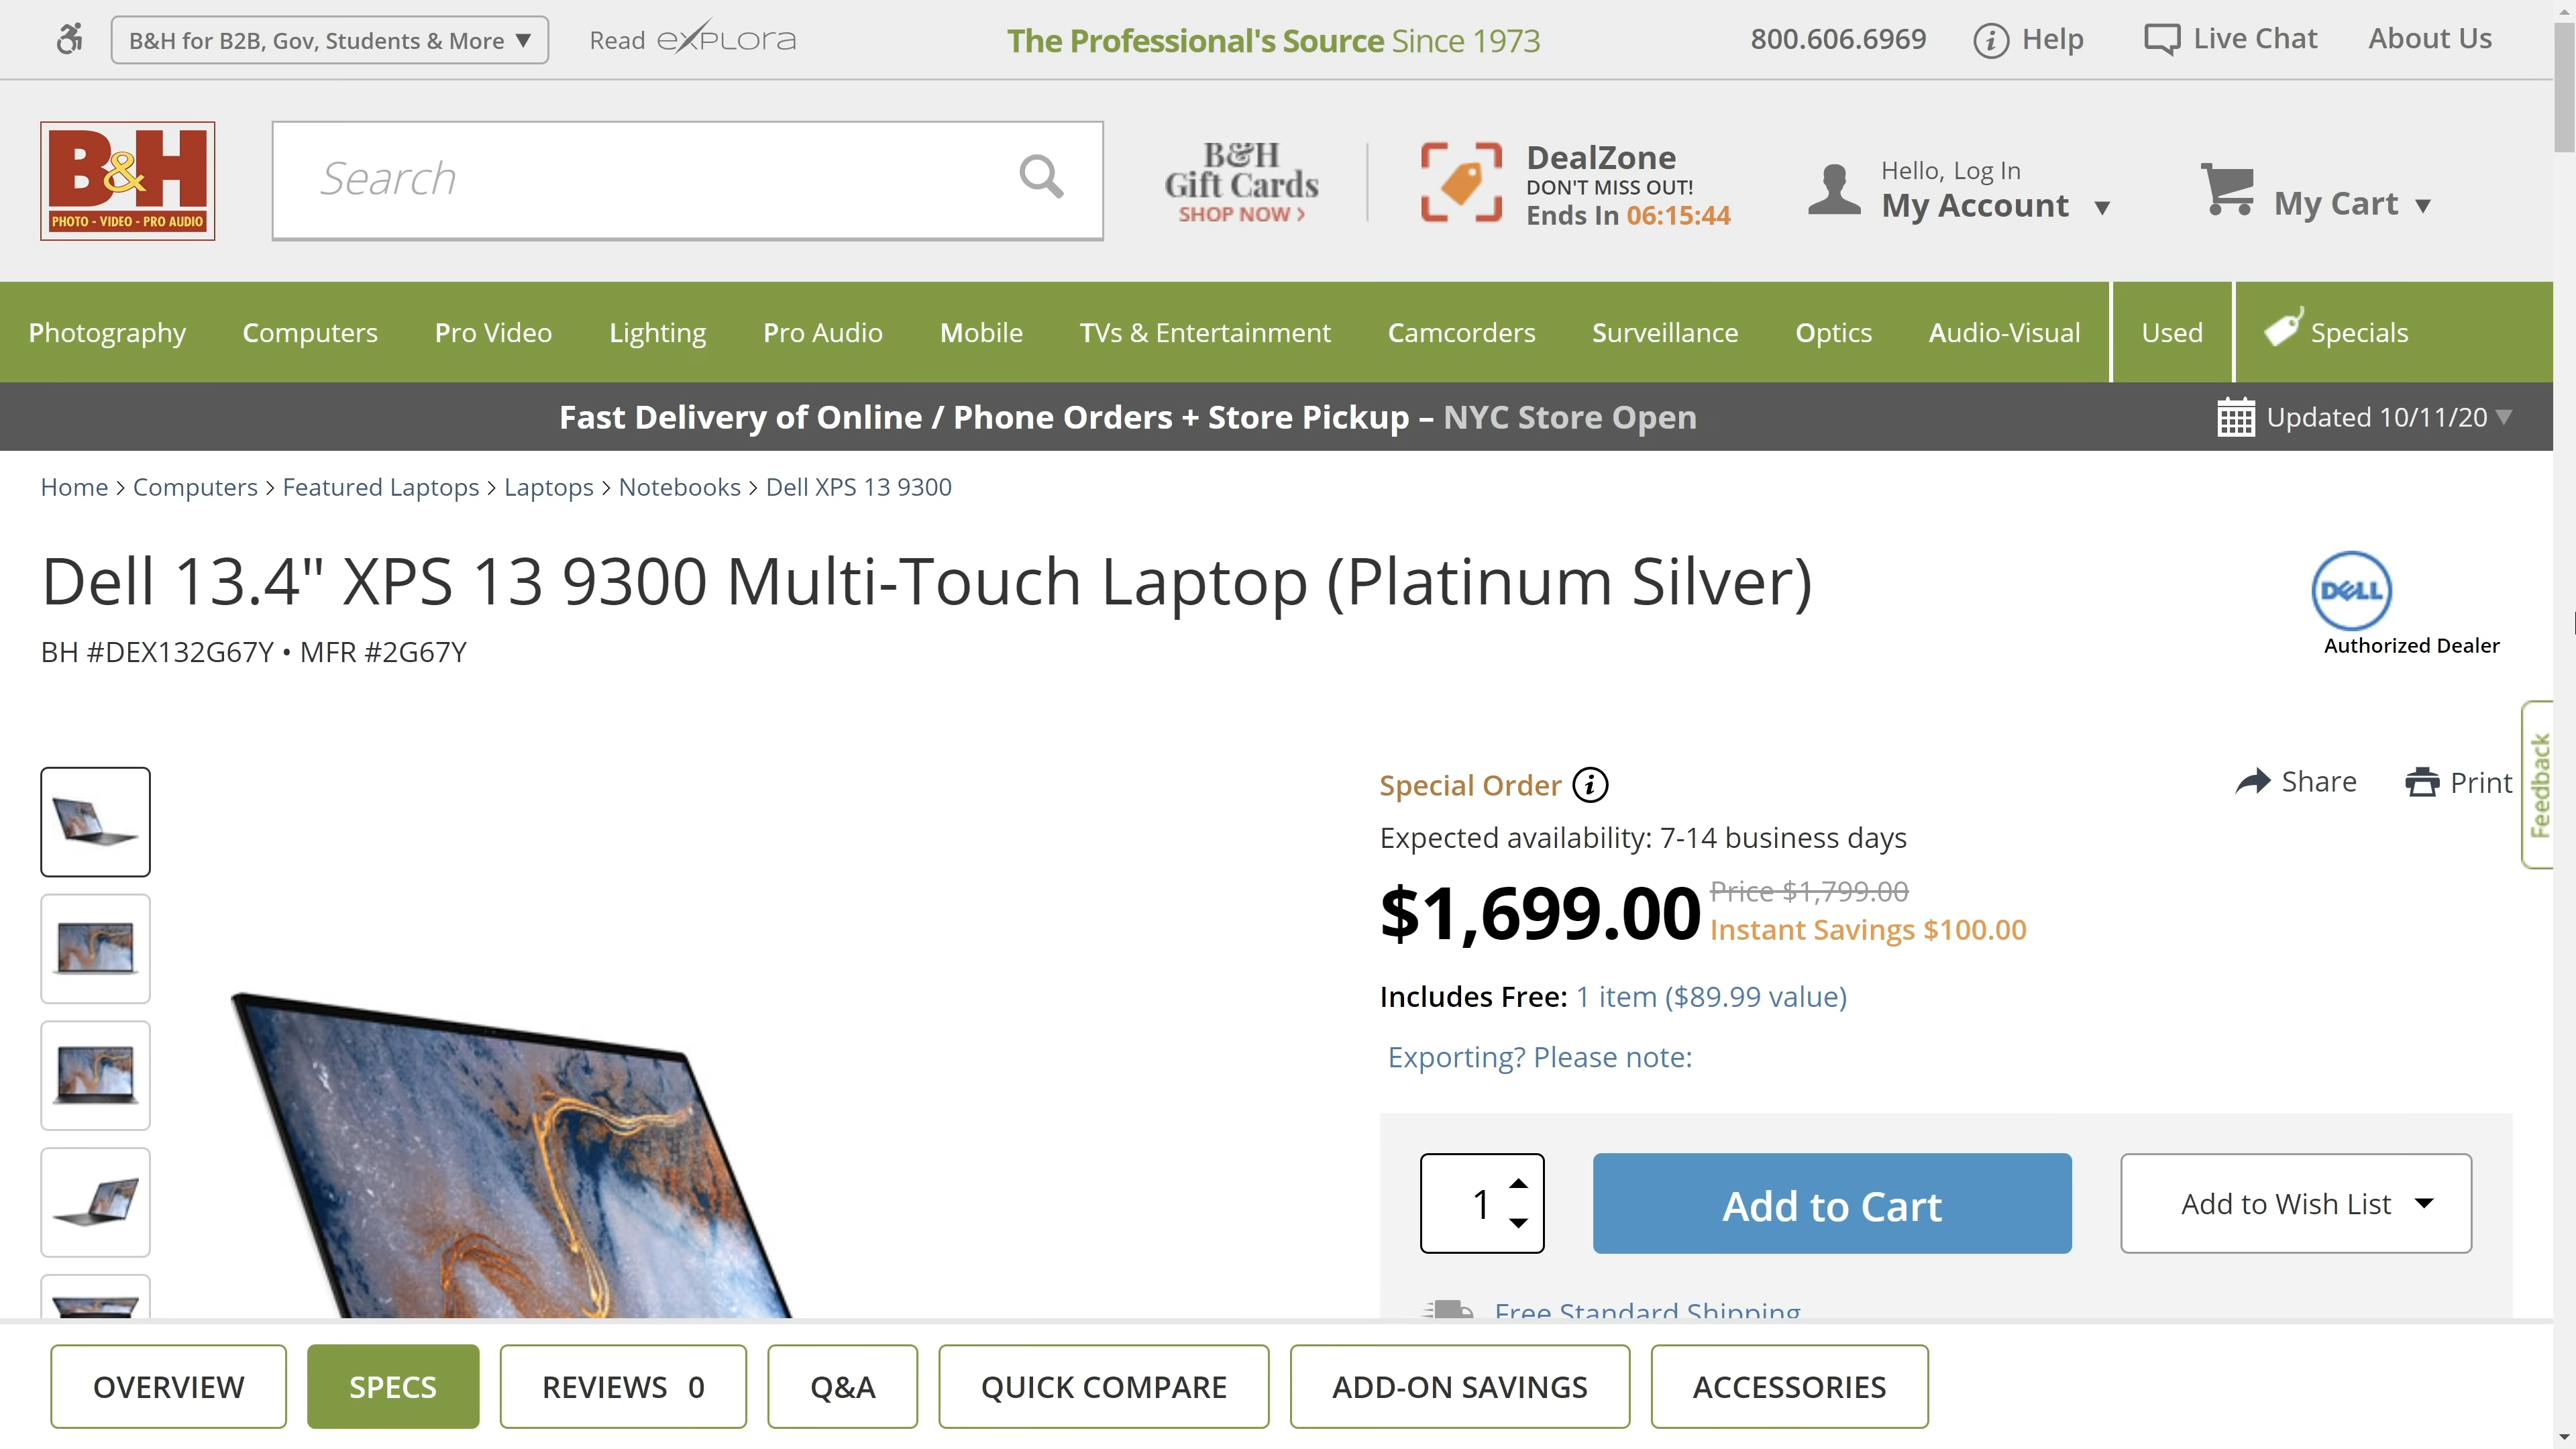 B&H for B2B, Gov, Students & More ▼
Read eXPLORA
The Professional's Source Since 1973
800.606.6969
Help
Live Chat
About Us
B&H
PHOTO - VIDEO - PRO AUDIO
Search
B&H
Gift Cards
SHOP NOW >
DealZone
DON'T MISS OUT!
Ends In 06:15:44
Hello, Log In
My Account ▼
My Cart ▼
Photography Computers Pro Video Lighting Pro Audio Mobile TVs & Entertainment Camcorders Surveillance Optics Audio-Visual Used Specials
Fast Delivery of Online / Phone Orders + Store Pickup – NYC Store Open
Updated 10/11/20 ▼
Home > Computers > Featured Laptops > Laptops > Notebooks > Dell XPS 13 9300
Dell 13.4" XPS 13 9300 Multi-Touch Laptop (Platinum Silver)
DELL
Authorized Dealer
BH #DEX132G67Y • MFR #2G67Y
Special Order
Share
Print
Feedback
Expected availability: 7-14 business days
$1,699.00
Price $1,799.00
Instant Savings $100.00
Includes Free: 1 item ($89.99 value)
Exporting? Please note:
1
Add to Cart
Add to Wish List
Free Standard Shipping
OVERVIEW
SPECS
REVIEWS 0
Q&A
QUICK COMPARE
ADD-ON SAVINGS
ACCESSORIES